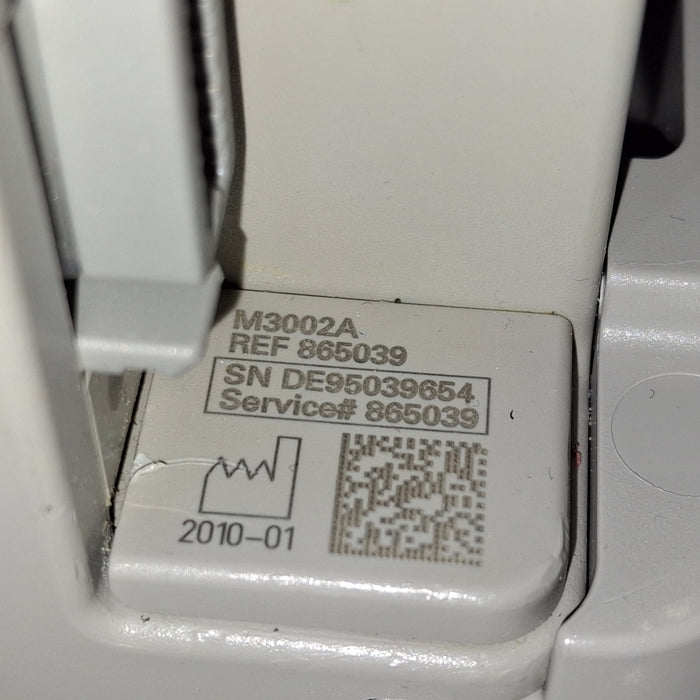 M3002A
REF 865039
SN DE95039654
Service# 865039
2010-01